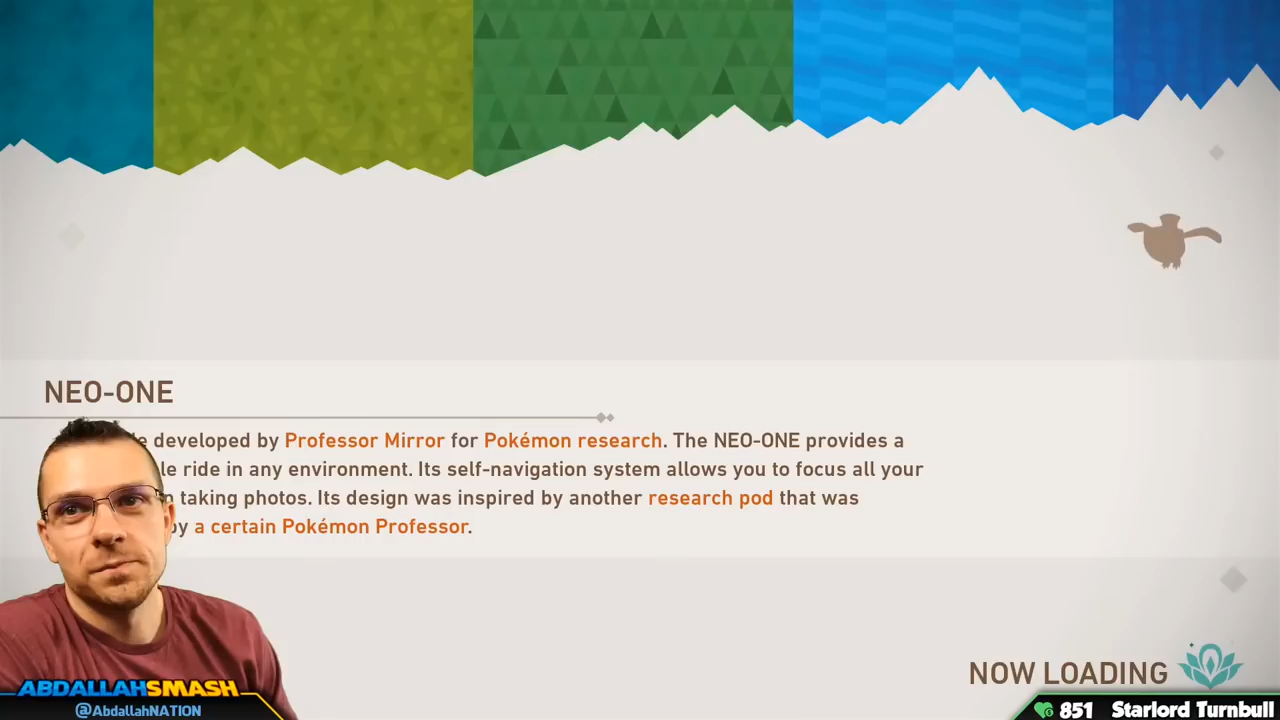 NEO-ONE
developed by Professor Mirror for Pokémon research. The NEO-ONE provides a
ride in any environment. Its self-navigation system allows you to focus all your
taking photos. Its design was inspired by another research pod that was
by a certain Pokémon Professor.
NOW LOADING
ABDALLAHSMASH
@AbdallahNATION
851 Starlord Turnbull